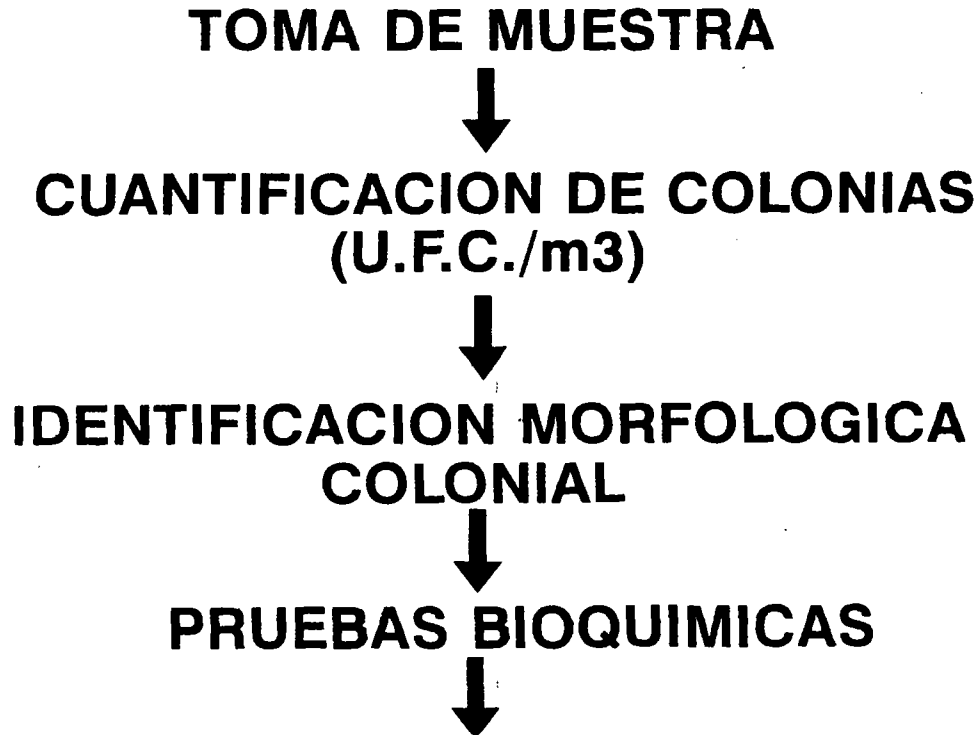 TOMA DE MUESTRA
CUANTIFICACION DE COLONIAS
(U.F.C./m3)
IDENTIFICACION MORFOLOGICA
COLONIAL
PRUEBAS BIOQUIMICAS